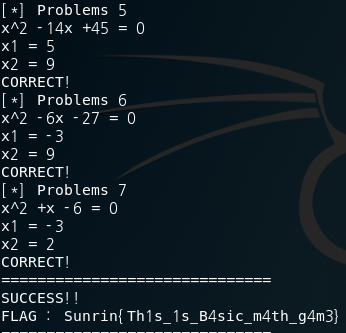 [*] Problems 5
x^2 -14x +45 = 0
x1 = 5
x2 = 9
CORRECT!
[*] Problems 6
x^2 -6x -27 = 0
x1 = -3
x2 = 9
CORRECT!
[*] Problems 7
x^2 +x -6 = 0
x1 = -3
x2 = 2
CORRECT!
==============================
SUCCESS!!
FLAG : Sunrin{Th1s_1s_B4sic_m4th_g4m3}
==============================